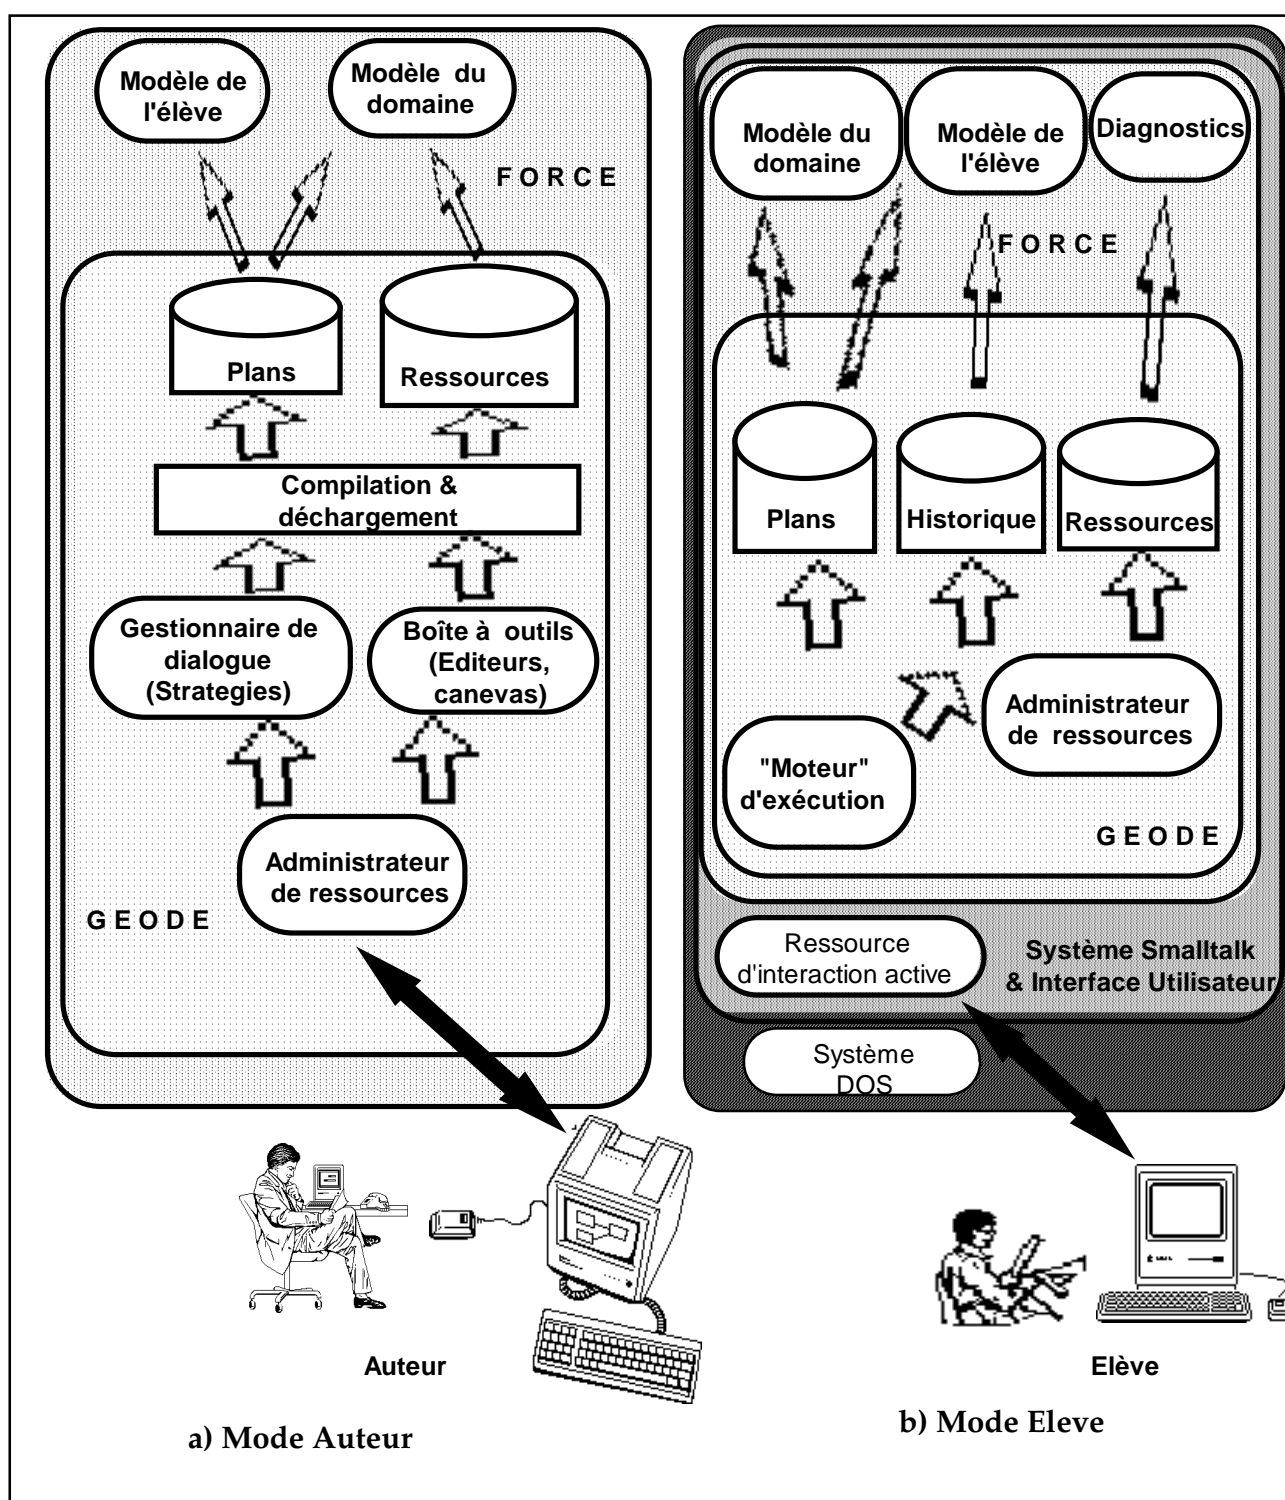 Modèle de
l'élève
Modèle du
domaine
F O R C E
Plans
Ressources
Compilation &
déchargement
Gestionnaire de
dialogue
(Strategies)
Boîte à outils
(Editeurs,
canevas)
Administrateur
de ressources
G E O D E
Auteur
a) Mode Auteur
Modèle du
domaine
Modèle de
l'élève
Diagnostics
F O R C E
Plans
Historique
Ressources
Administrateur
de ressources
"Moteur"
d'exécution
G E O D E
Ressource
d'interaction active
Système Smalltalk
& Interface Utilisateur
Système
DOS
Elève
b) Mode Eleve